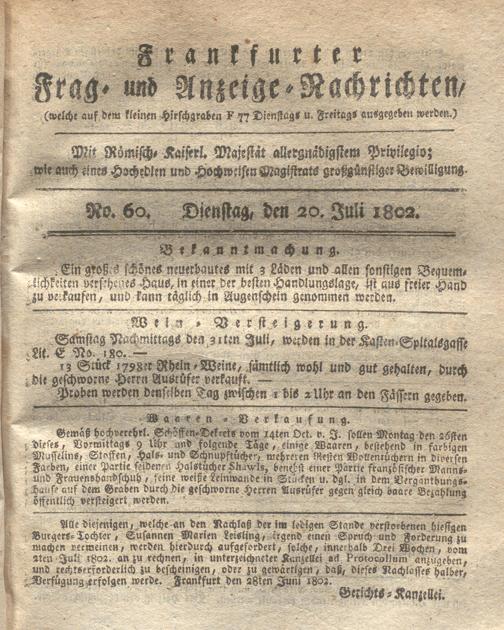 Frankfurter
Frag- und Anzeige-Nachrichten,
(welche auf dem kleinen Hirschgraben F 77 Dienstags u. Freitags ausgegeben werden.)
Mit Römisch-Kaiserl. Majestät allergnädigstem Privilegio;
wie auch eines Hochedlen und Hochweisen Magistrats großgünstiger Bewilligung.
No. 60. Dienstag, den 20. Juli 1802.
Bekanntmachung.
Ein großes schönes neuerbautes mit 3 Läden und allen sonstigen Bequem-
lichkeiten versehenes Haus, in einer der besten Handlungslage, ist aus freier Hand
zu verkaufen, und kann täglich in Augenschein genommen werden.
Wein-Versteigerung.
Samstag Nachmittags den 31ten Juli, werden in der Kasten-Spitalsgasse
Lit. E No. 180. —
13 Stück 1798er Rhein-Weine, sämtlich wohl und gut gehalten, durch
die geschworne Herrn Ausrüfer verkauft. —
Proben werden denselben Tag zwischen 1 bis 2 Uhr an den Fässern gegeben.
Waaren-Verkaufung.
Gemäß hochverehrl. Schöffen-Dekrets vom 14ten Oct. v. J. sollen Montag den 26sten
dieses, Vormittags 9 Uhr und folgende Täge, einige Waaren, bestehend in farbigen
Musselins, Stoffen, Hals- und Schnupftücher, mehreren Resten Wollentüchern in diversen
Farben, einer Partie seidenen Halstücher Shawls, benebst einer Partie französischer Manns-
und Frauenshandschuh, feine weiße Leinwande in Stücken u. dgl. in dem Verganthungs-
hause auf dem Graben durch die geschworne Herren Ausrüfer gegen gleich baare Bezahlung
öffentlich versteigert werden.
Alle diejenigen, welche an den Nachlaß der im ledigen Stande verstorbenen hiesigen
Burgers-Tochter, Susannen Marien Leisling, irgend einen Spruch und Forderung zu
machen vermeinen, werden hierdurch aufgefordert, solche, innerhalb Drei Wochen, vom
2ten Juli 1802. an zu rechnen, in unterzeichneter Kanzellei ad Protocollum anzugeben,
und rechtserforderlich zu bescheinigen, oder zu gewärtigen, daß, dieses Nachlasses halber,
Verfügung erfolgen werde. Frankfurt den 28sten Juni 1802.
Gerichts-Kanzellei.